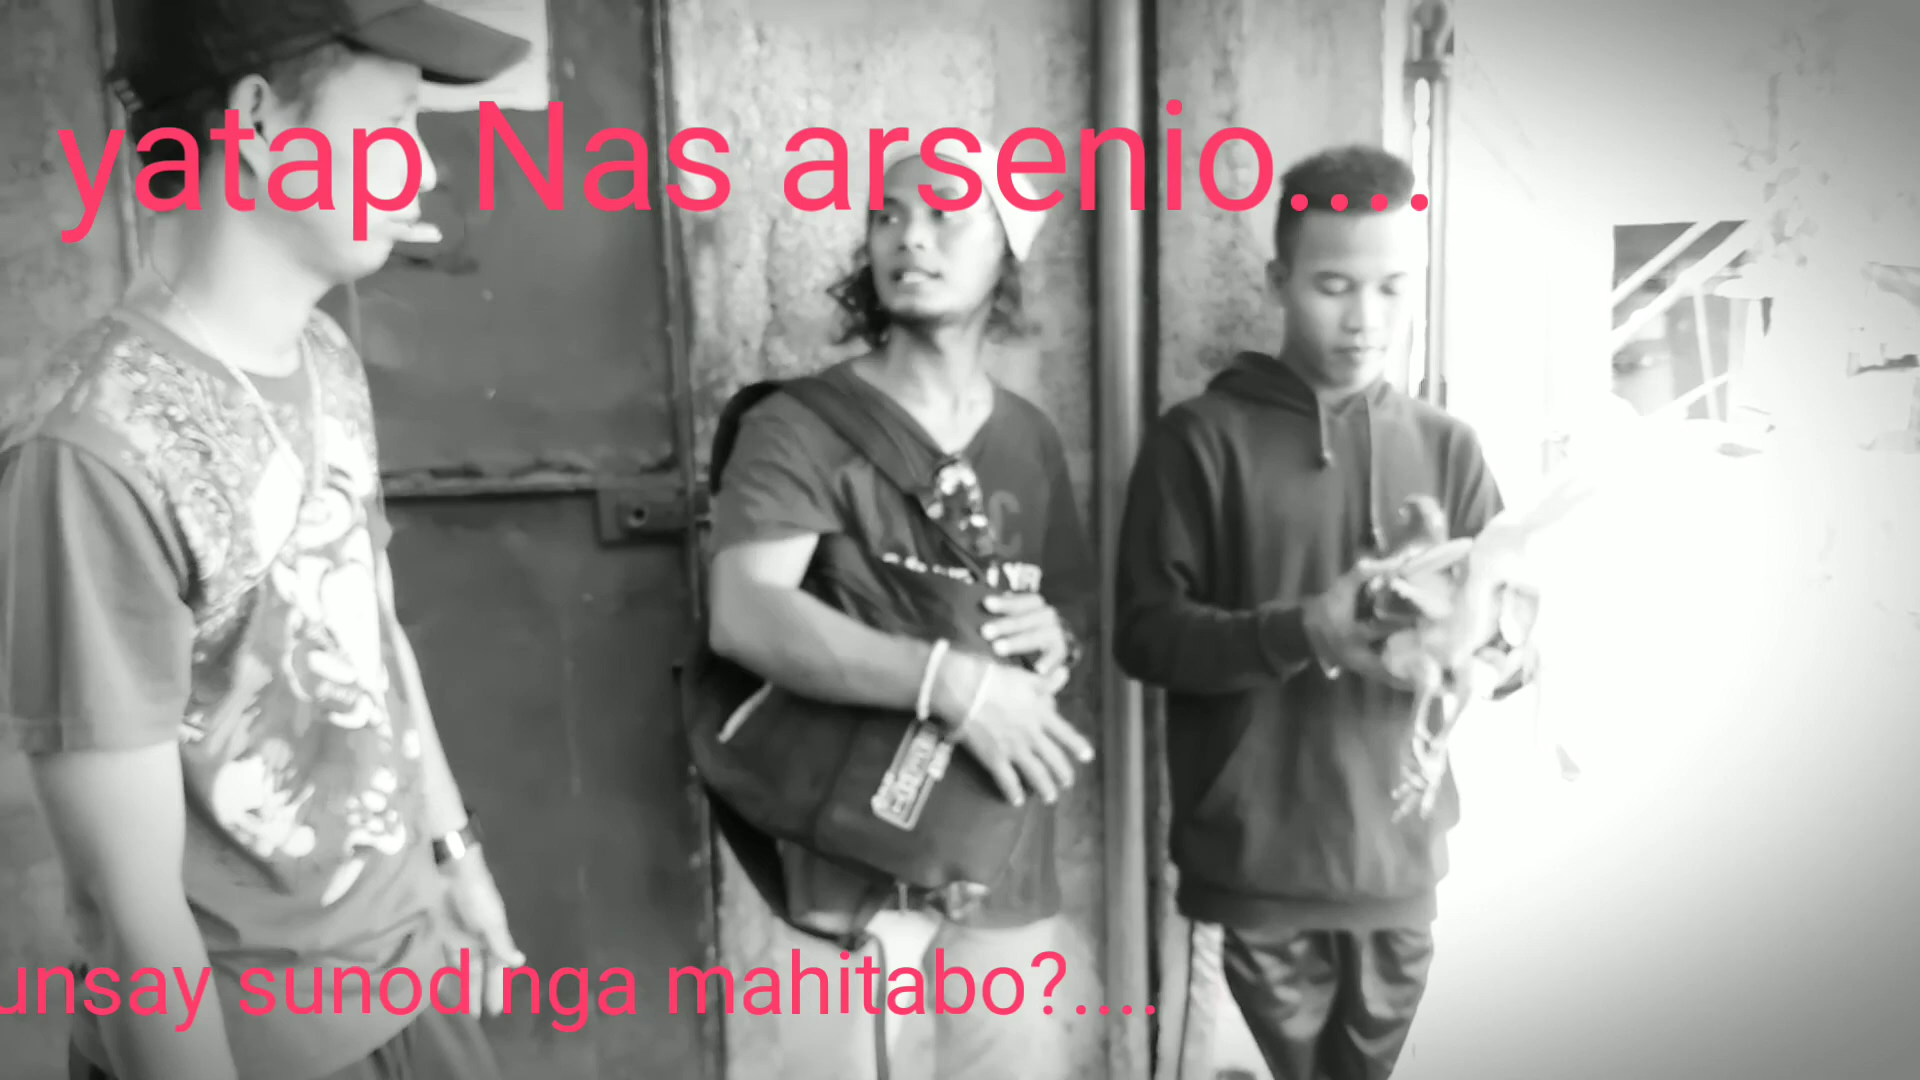 yatap Nas arsenio....
unsay sunod nga mahitabo?....